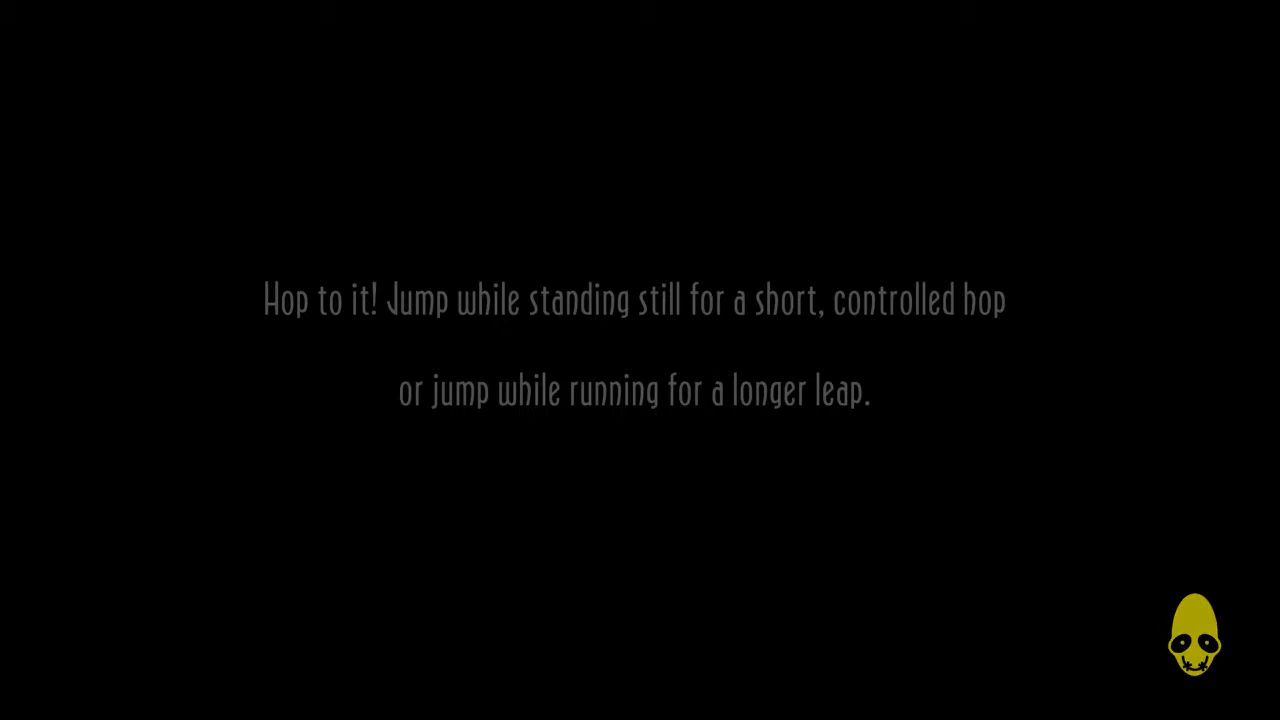 Hop to it! Jump while standing still for a short, controlled hop
or jump while running for a longer leap.